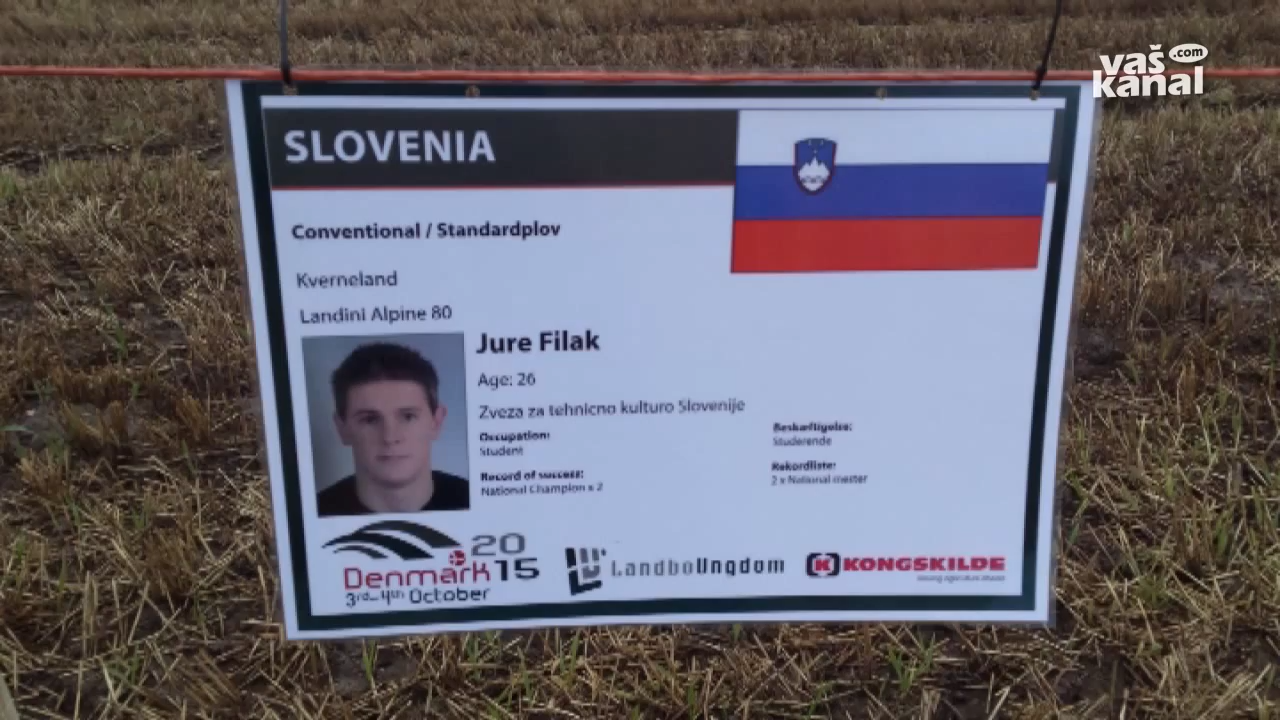 vaš.com
kanal
SLOVENIA
Conventional / Standardplov
Kverneland
Landini Alpine 80
Jure Filak
Age: 26
Zveza za tehnicno kulturo Slovenije
Occupation:
Student
Record of success:
National Champion x 2
Beskæftigelse:
Studerende
Rekordliste:
2 x National mester
2015
Denmark
3rd-4th October
LandboUngdom
KONGSKILDE